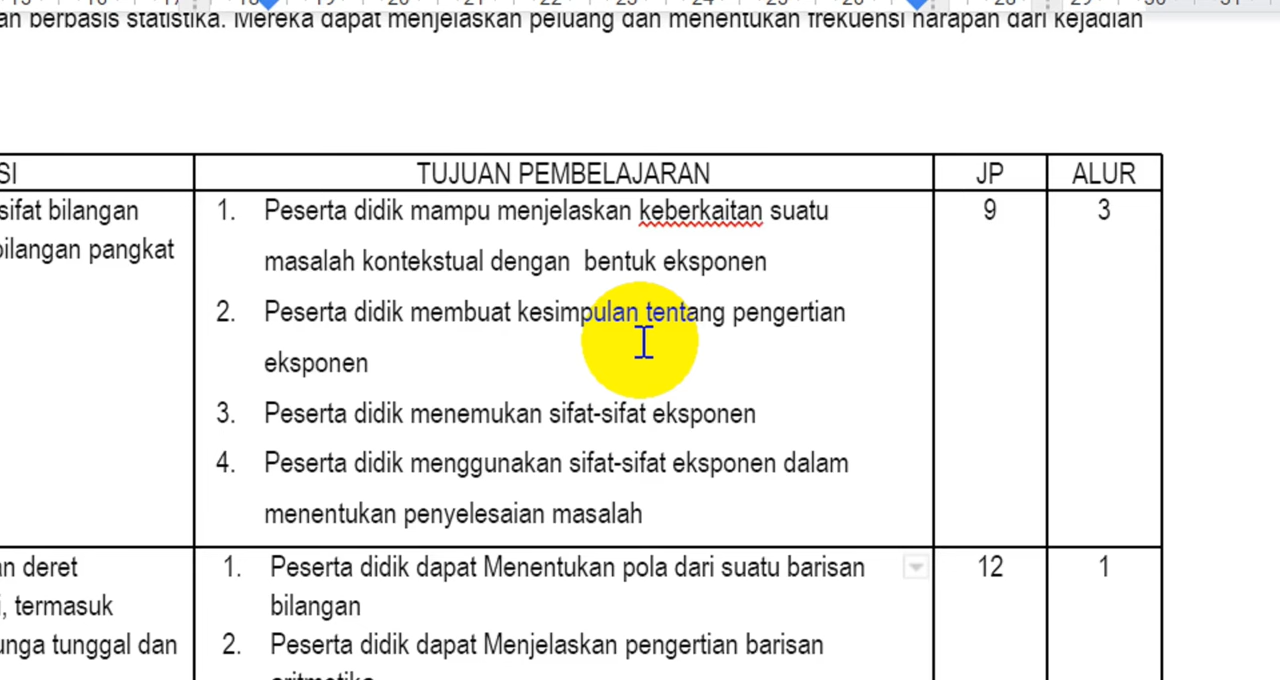 an berbasis statistika. Mereka dapat menjelaskan peluang dan menentukan frekuensi harapan dari kejadian
SI TUJUAN PEMBELAJARAN JP ALUR
sifat bilangan
bilangan pangkat
1. Peserta didik mampu menjelaskan keberkaitan suatu
masalah kontekstual dengan bentuk eksponen
2. Peserta didik membuat kesimpulan tentang pengertian
eksponen
3. Peserta didik menemukan sifat-sifat eksponen
4. Peserta didik menggunakan sifat-sifat eksponen dalam
menentukan penyelesaian masalah
9
3
an deret
i, termasuk
unga tunggal dan
1. Peserta didik dapat Menentukan pola dari suatu barisan
bilangan
2. Peserta didik dapat Menjelaskan pengertian barisan
aritmetika
12
1